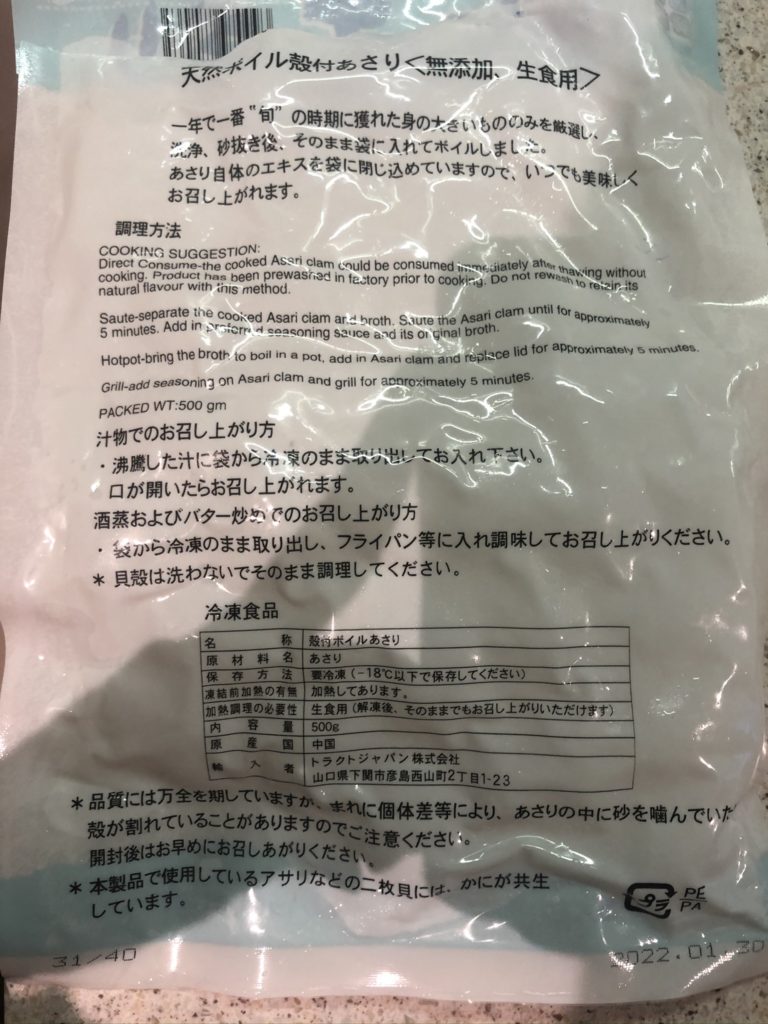 天然ボイル殻付あさり<無添加、生食用>
一年で一番“旬”の時期に獲れた身の大きいもののみを厳選し、
洗浄、砂抜き後、そのまま袋に入れてボイルしました。
あさり自体のエキスを袋に閉じ込めていますので、いつでも美味しく
お召し上がれます。
調理方法
COOKING SUGGESTION:
Direct Consume-the cooked Asari clam could be consumed immediately after thawing without
cooking. Product has been prewashed in factory prior to cooking. Do not rewash to retain its
natural flavour with this method.
Saute-separate the cooked Asari clam and broth. Saute the Asari clam until for approximately
5 minutes. Add in preferred seasoning sauce and its original broth.
Hotpot-bring the broth to boil in a pot, add in Asari clam and replace lid for approximately 5 minutes.
Grill-add seasoning on Asari clam and grill for approximately 5 minutes.
PACKED WT:500 gm
汁物でのお召し上がり方
・沸騰した汁に袋から冷凍のまま取り出してお入れ下さい。
口が開いたらお召し上がれます。
酒蒸およびバター炒めでのお召し上がり方
・袋から冷凍のまま取り出し、フライパン等に入れ調味してお召し上がりください。
＊貝殻は洗わないでそのまま調理してください。
冷凍食品
名称 殻付ボイルあさり
原材料名 あさり
保存方法 要冷凍(-18℃以下で保存してください)
凍結前加熱の有無 加熱してあります。
加熱調理の必要性 生食用(解凍後、そのままでもお召し上がりいただけます)
内容量 500g
原産国 中国
輸入者 トラクトジャパン株式会社
山口県下関市彦島西山町2丁目1-23
＊品質には万全を期していますが、まれに個体差等により、あさりの中に砂を噛んでいた
殻が割れていることがありますのでご注意ください。
開封後はお早めにお召しあがりください。
＊本製品で使用しているアサリなどの二枚貝には、かにが共生
しています。
PE
PA
31/40
2022.01.30